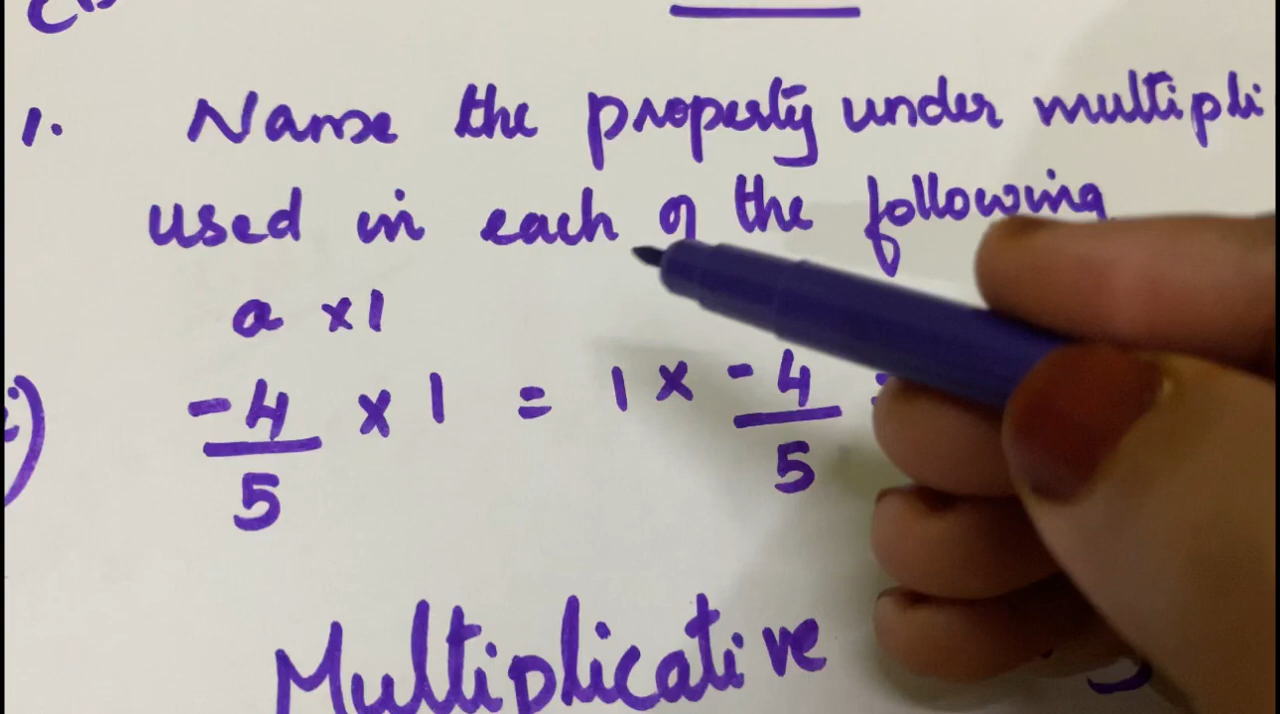 1. Name the property under multipli
used in each of the following
a × 1
i) -4/5 × 1 = 1 × -4/5 =
Multiplicative